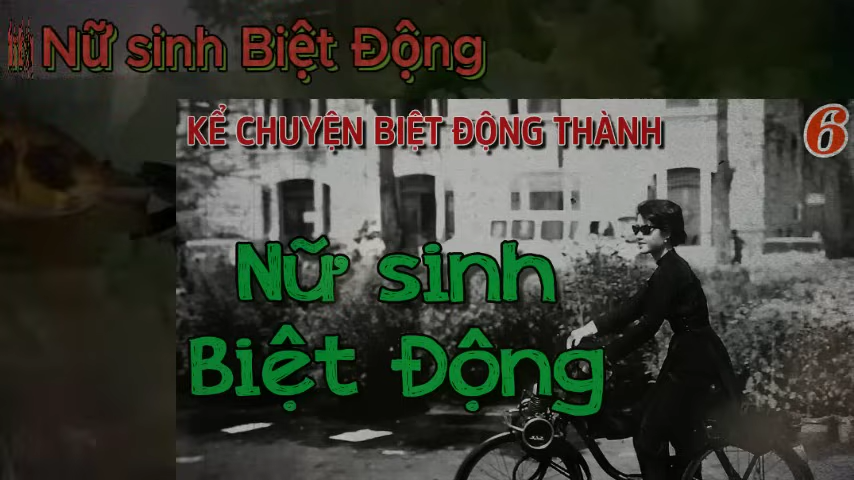 Nữ sinh Biệt Động
KỂ CHUYỆN BIỆT ĐỘNG THÀNH
6
Nữ sinh
Biệt Động